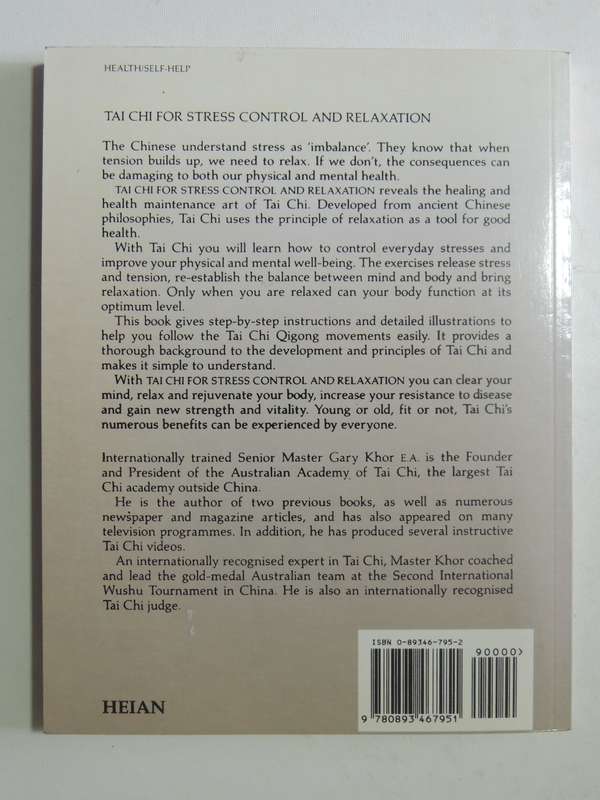 HEALTH/SELF-HELP
TAI CHI FOR STRESS CONTROL AND RELAXATION
The Chinese understand stress as 'imbalance'. They know that when
tension builds up, we need to relax. If we don't, the consequences can
be damaging to both our physical and mental health.
TAI CHI FOR STRESS CONTROL AND RELAXATION reveals the healing and
health maintenance art of Tai Chi. Developed from ancient Chinese
philosophies, Tai Chi uses the principle of relaxation as a tool for good
health.
With Tai Chi you will learn how to control everyday stresses and
improve your physical and mental well-being. The exercises release stress
and tension, re-establish the balance between mind and body and bring
relaxation. Only when you are relaxed can your body function at its
optimum level.
This book gives step-by-step instructions and detailed illustrations to
help you follow the Tai Chi Qigong movements easily. It provides a
thorough background to the development and principles of Tai Chi and
makes it simple to understand.
With TAI CHI FOR STRESS CONTROL AND RELAXATION you can clear your
mind, relax and rejuvenate your body, increase your resistance to disease
and gain new strength and vitality. Young or old, fit or not, Tai Chi's
numerous benefits can be experienced by everyone.
Internationally trained Senior Master Gary Khor E.A. is the Founder
and President of the Australian Academy of Tai Chi, the largest Tai
Chi academy outside China.
He is the author of two previous books, as well as numerous
newspaper and magazine articles, and has also appeared on many
television programmes. In addition, he has produced several instructive
Tai Chi videos.
An internationally recognised expert in Tai Chi, Master Khor coached
and lead the gold-medal Australian team at the Second International
Wushu Tournament in China. He is also an internationally recognised
Tai Chi judge.
ISBN 0-89346-795-2
90000>
9 780893 467951
HEIAN